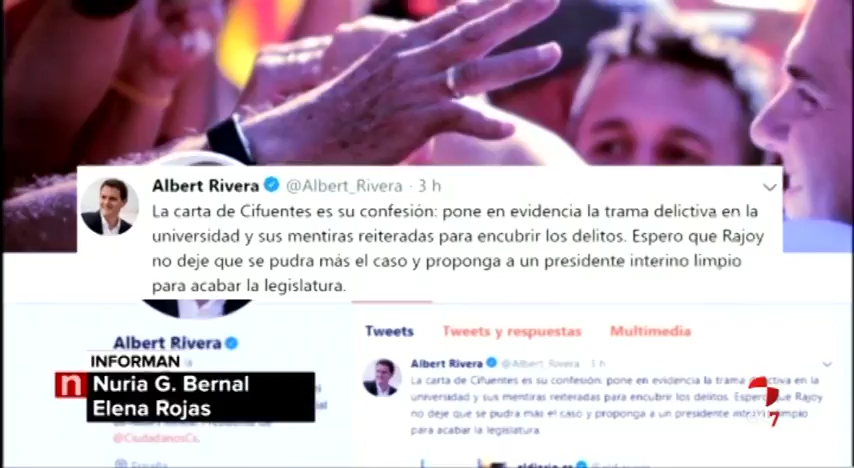 Albert Rivera @Albert_Rivera · 3 h
La carta de Cifuentes es su confesión: pone en evidencia la trama delictiva en la
universidad y sus mentiras reiteradas para encubrir los delitos. Espero que Rajoy
no deje que se pudra más el caso y proponga a un presidente interino limpio
para acabar la legislatura.
Albert Rivera
Tweets Tweets y respuestas Multimedia
Albert Rivera @Albert_Rivera · 3 h
La carta de Cifuentes es su confesión: pone en evidencia la trama delictiva en la
universidad y sus mentiras reiteradas para encubrir los delitos. Espero que Rajoy
no deje que se pudra más el caso y proponga a un presidente interino limpio
para acabar la legislatura.
INFORMAN
n Nuria G. Bernal
Elena Rojas
@CiudadanosCs.
España
7